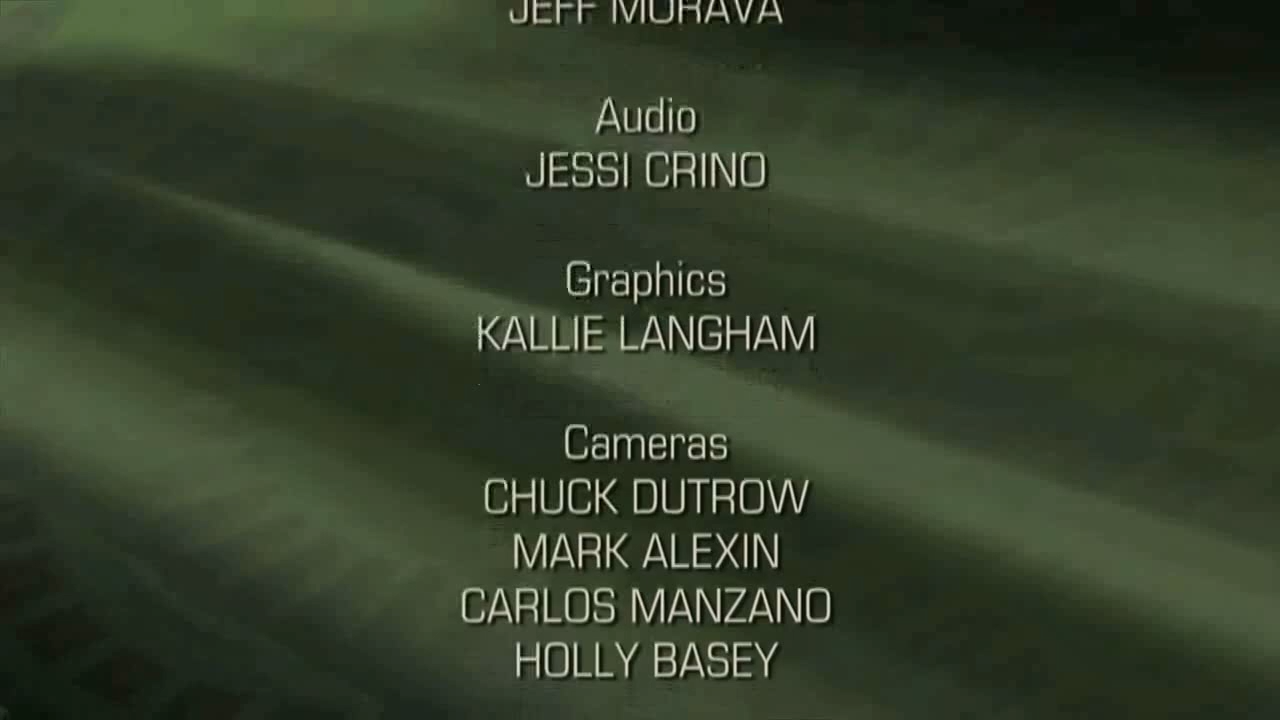 JEFF MORAVA
Audio
JESSI CRINO
Graphics
KALLIE LANGHAM
Cameras
CHUCK DUTROW
MARK ALEXIN
CARLOS MANZANO
HOLLY BASEY